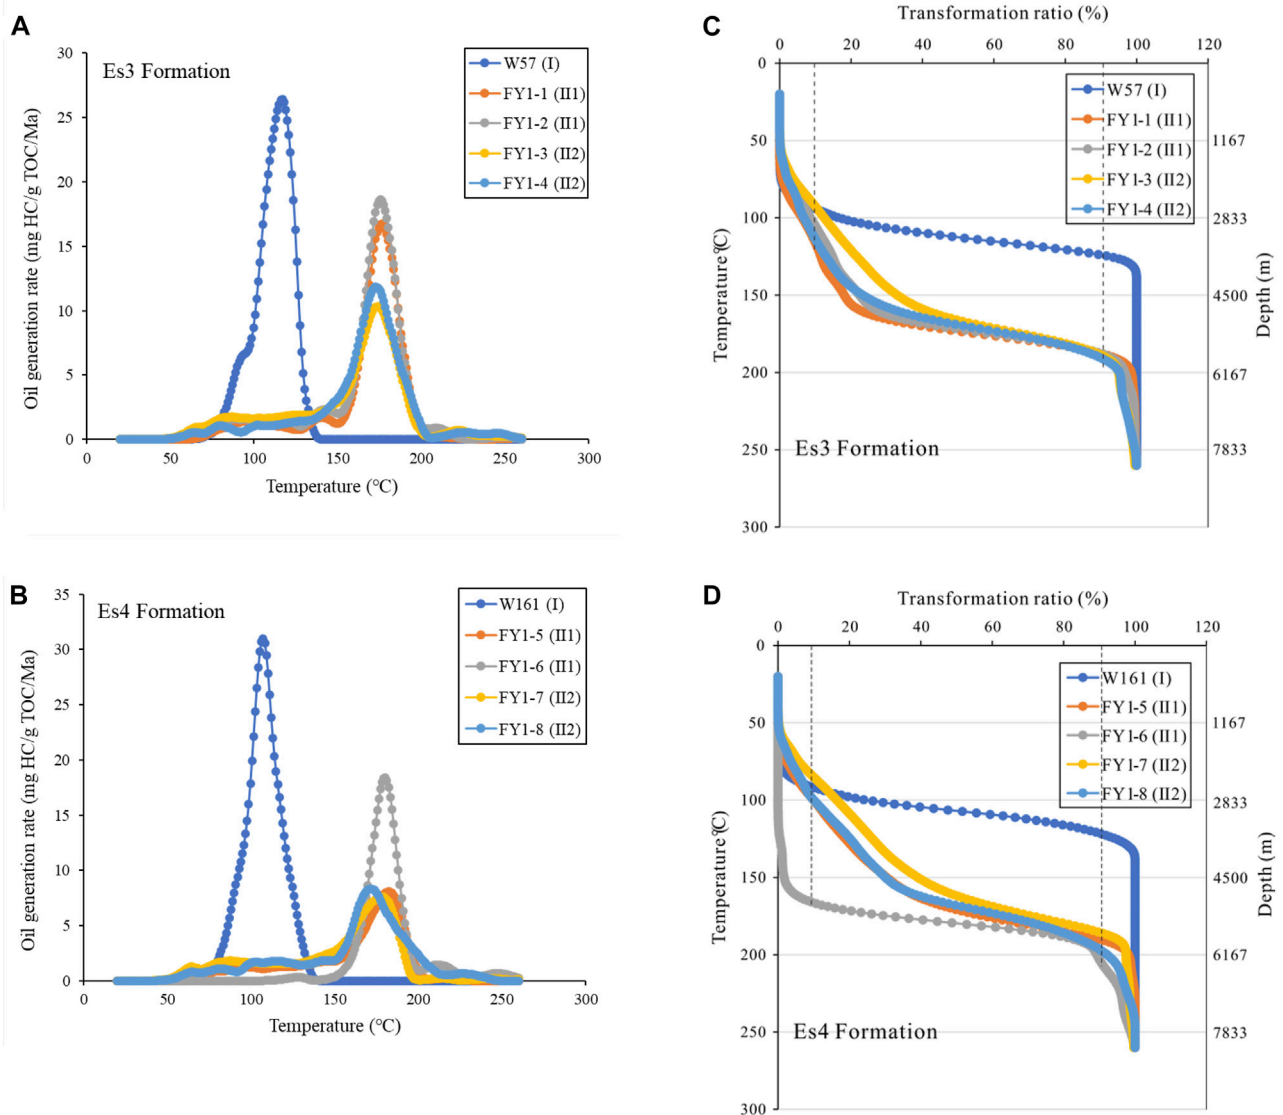 A
Es3 Formation
Oil generation rate (mg HC/g TOC/Ma)
30
25
20
15
10
5
0
0 50 100 150 200 250 300
Temperature (℃)
W57 (I)
FY1-1 (II1)
FY1-2 (II1)
FY1-3 (II2)
FY1-4 (II2)
C
Transformation ratio (%)
0 20 40 60 80 100 120
0
50
100
150
200
250
300
Temperature(℃)
W57 (I)
FY1-1 (II1)
FY1-2 (II1)
FY1-3 (II2)
FY1-4 (II2)
1167
2833
4500
6167
7833
Depth (m)
Es3 Formation
B
Es4 Formation
Oil generation rate (mg HC/g TOC/Ma)
35
30
25
20
15
10
5
0
0 50 100 150 200 250 300
Temperature (℃)
W161 (I)
FY1-5 (II1)
FY1-6 (II1)
FY1-7 (II2)
FY1-8 (II2)
D
Transformation ratio (%)
0 20 40 60 80 100 120
0
50
100
150
200
250
300
Temperature(℃)
W161 (I)
FY1-5 (II1)
FY1-6 (II1)
FY1-7 (II2)
FY1-8 (II2)
1167
2833
4500
6167
7833
Depth (m)
Es4 Formation